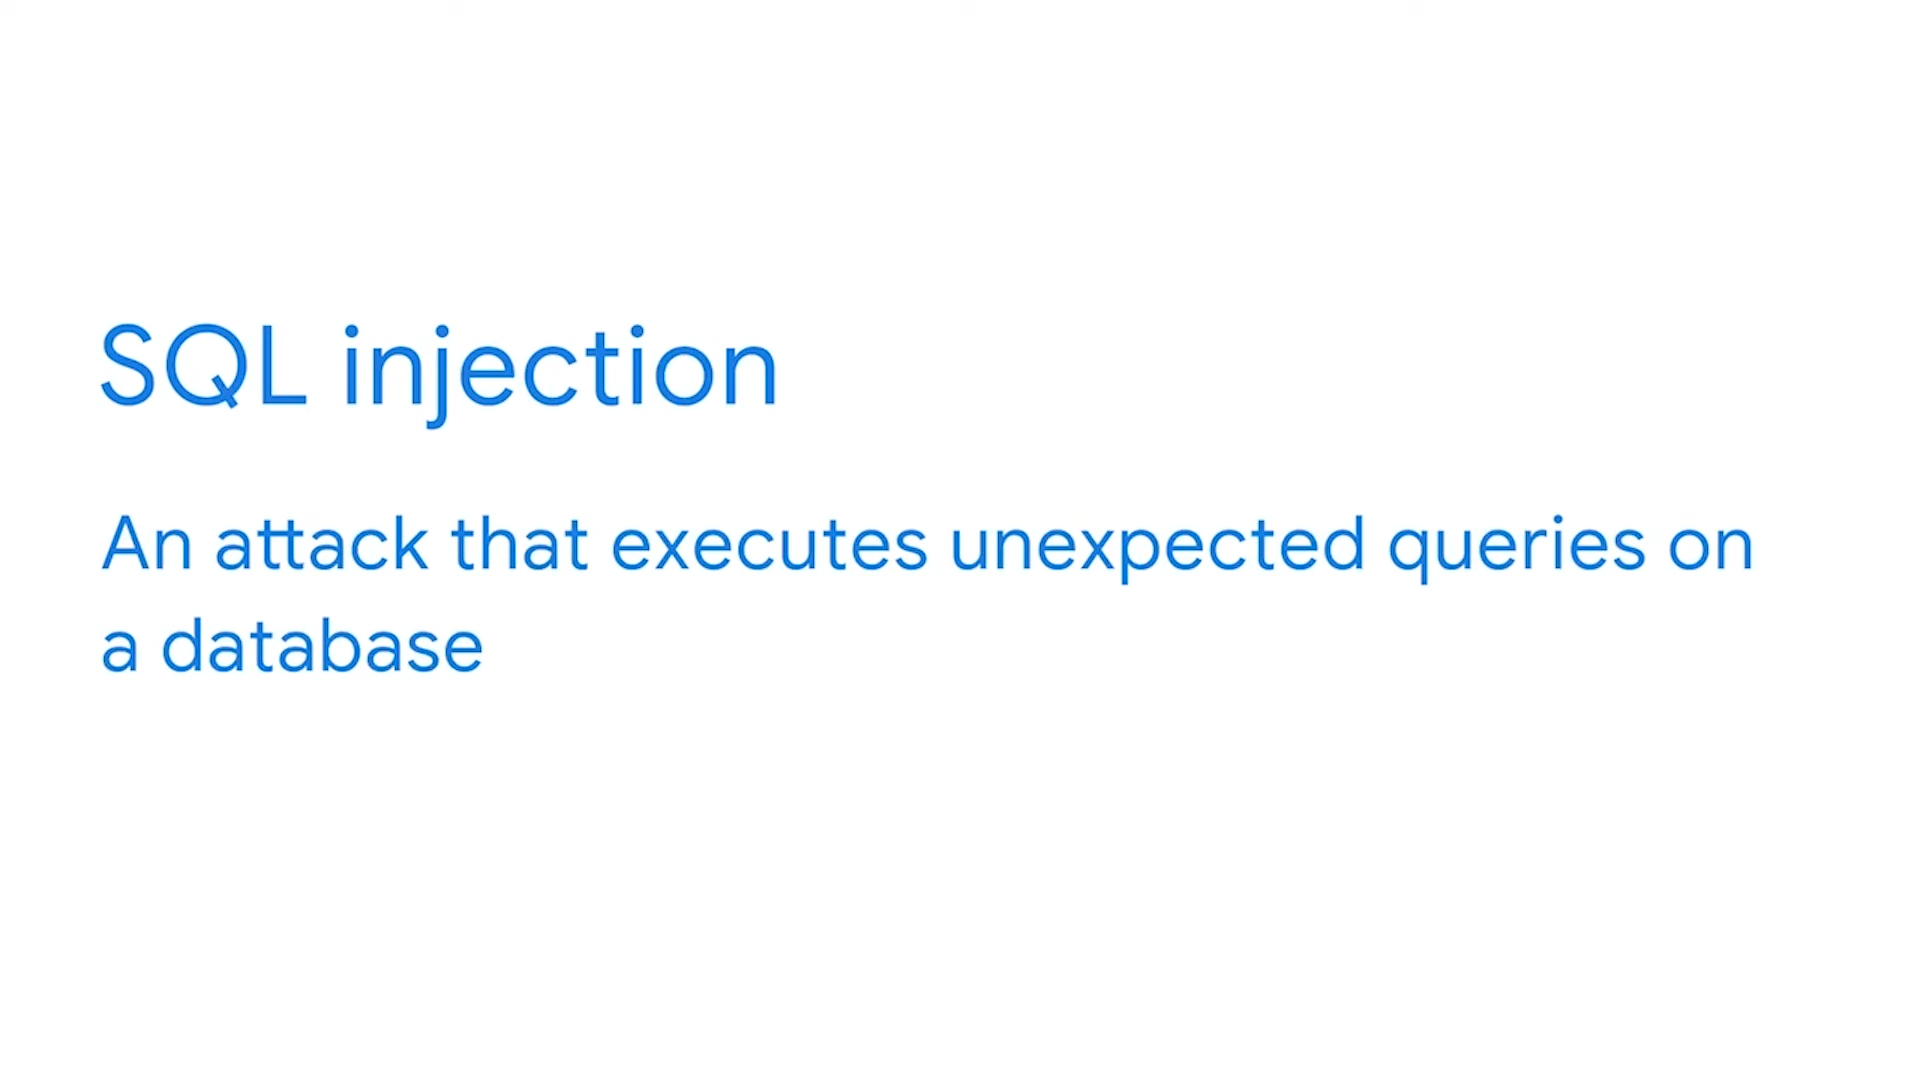 SQL injection
An attack that executes unexpected queries on
a database